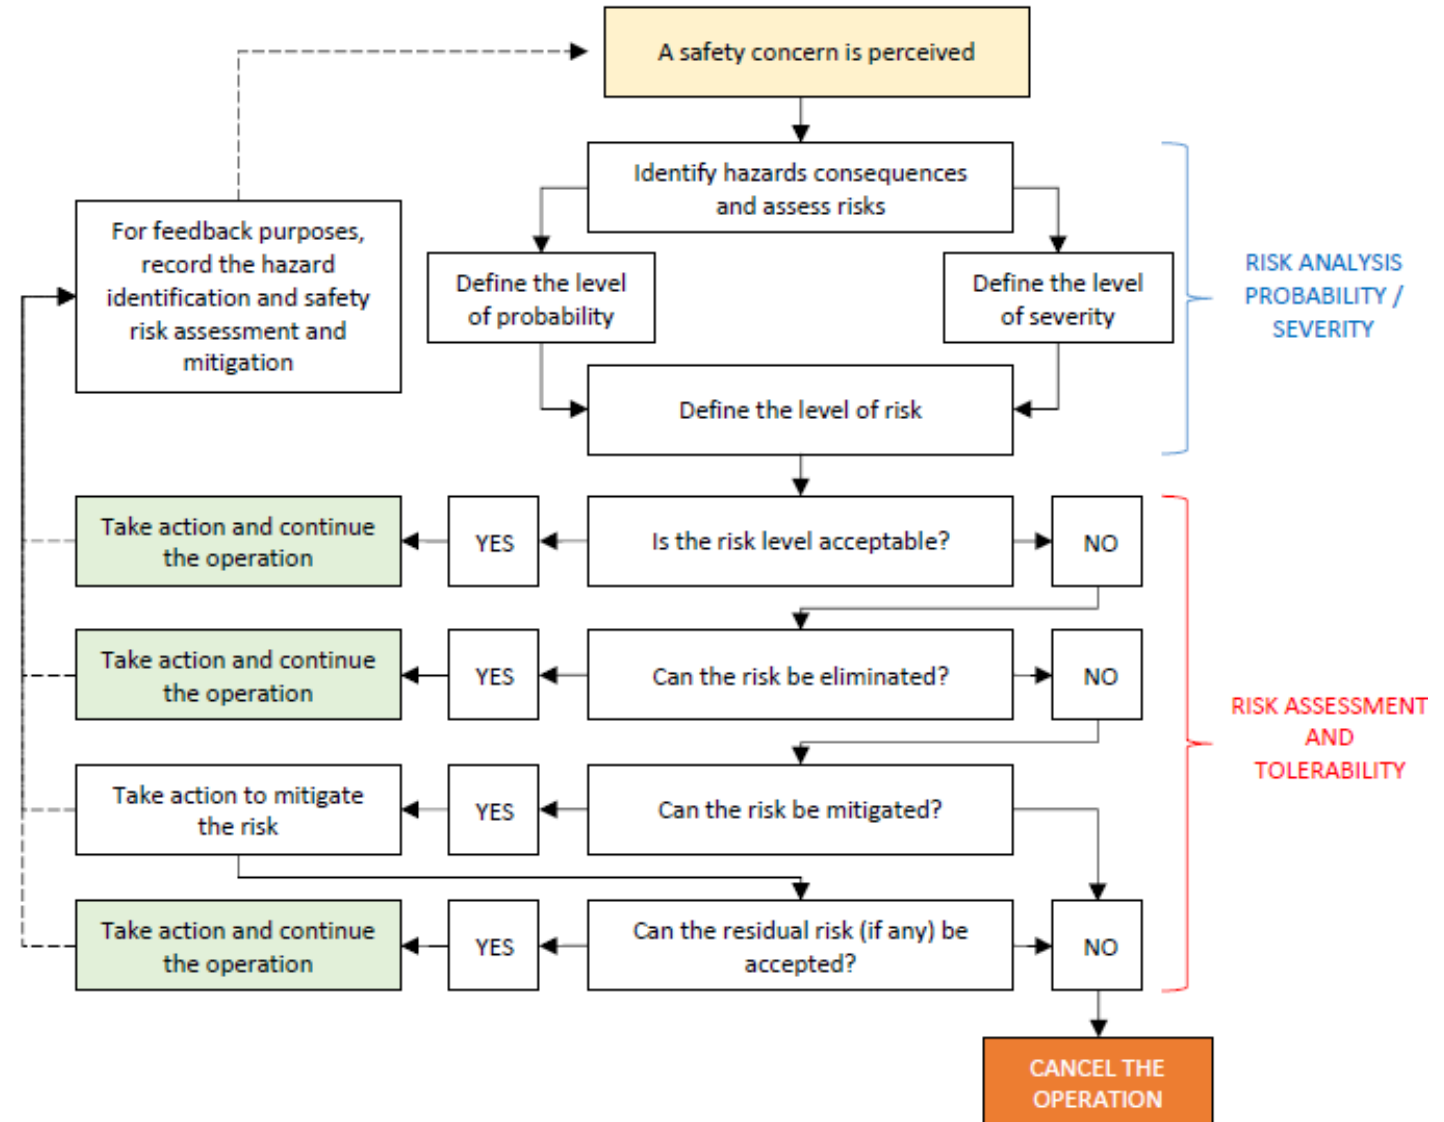 A safety concern is perceived
Identify hazards consequences
and assess risks
For feedback purposes,
record the hazard
identification and safety
risk assessment and
mitigation
Define the level
of probability
Define the level
of severity
RISK ANALYSIS
PROBABILITY /
SEVERITY
Define the level of risk
Take action and continue
the operation
YES
Is the risk level acceptable?
NO
Take action and continue
the operation
YES
Can the risk be eliminated?
NO
RISK ASSESSMENT
AND
TOLERABILITY
Take action to mitigate
the risk
YES
Can the risk be mitigated?
Take action and continue
the operation
YES
Can the residual risk (if any) be
accepted?
NO
CANCEL THE
OPERATION